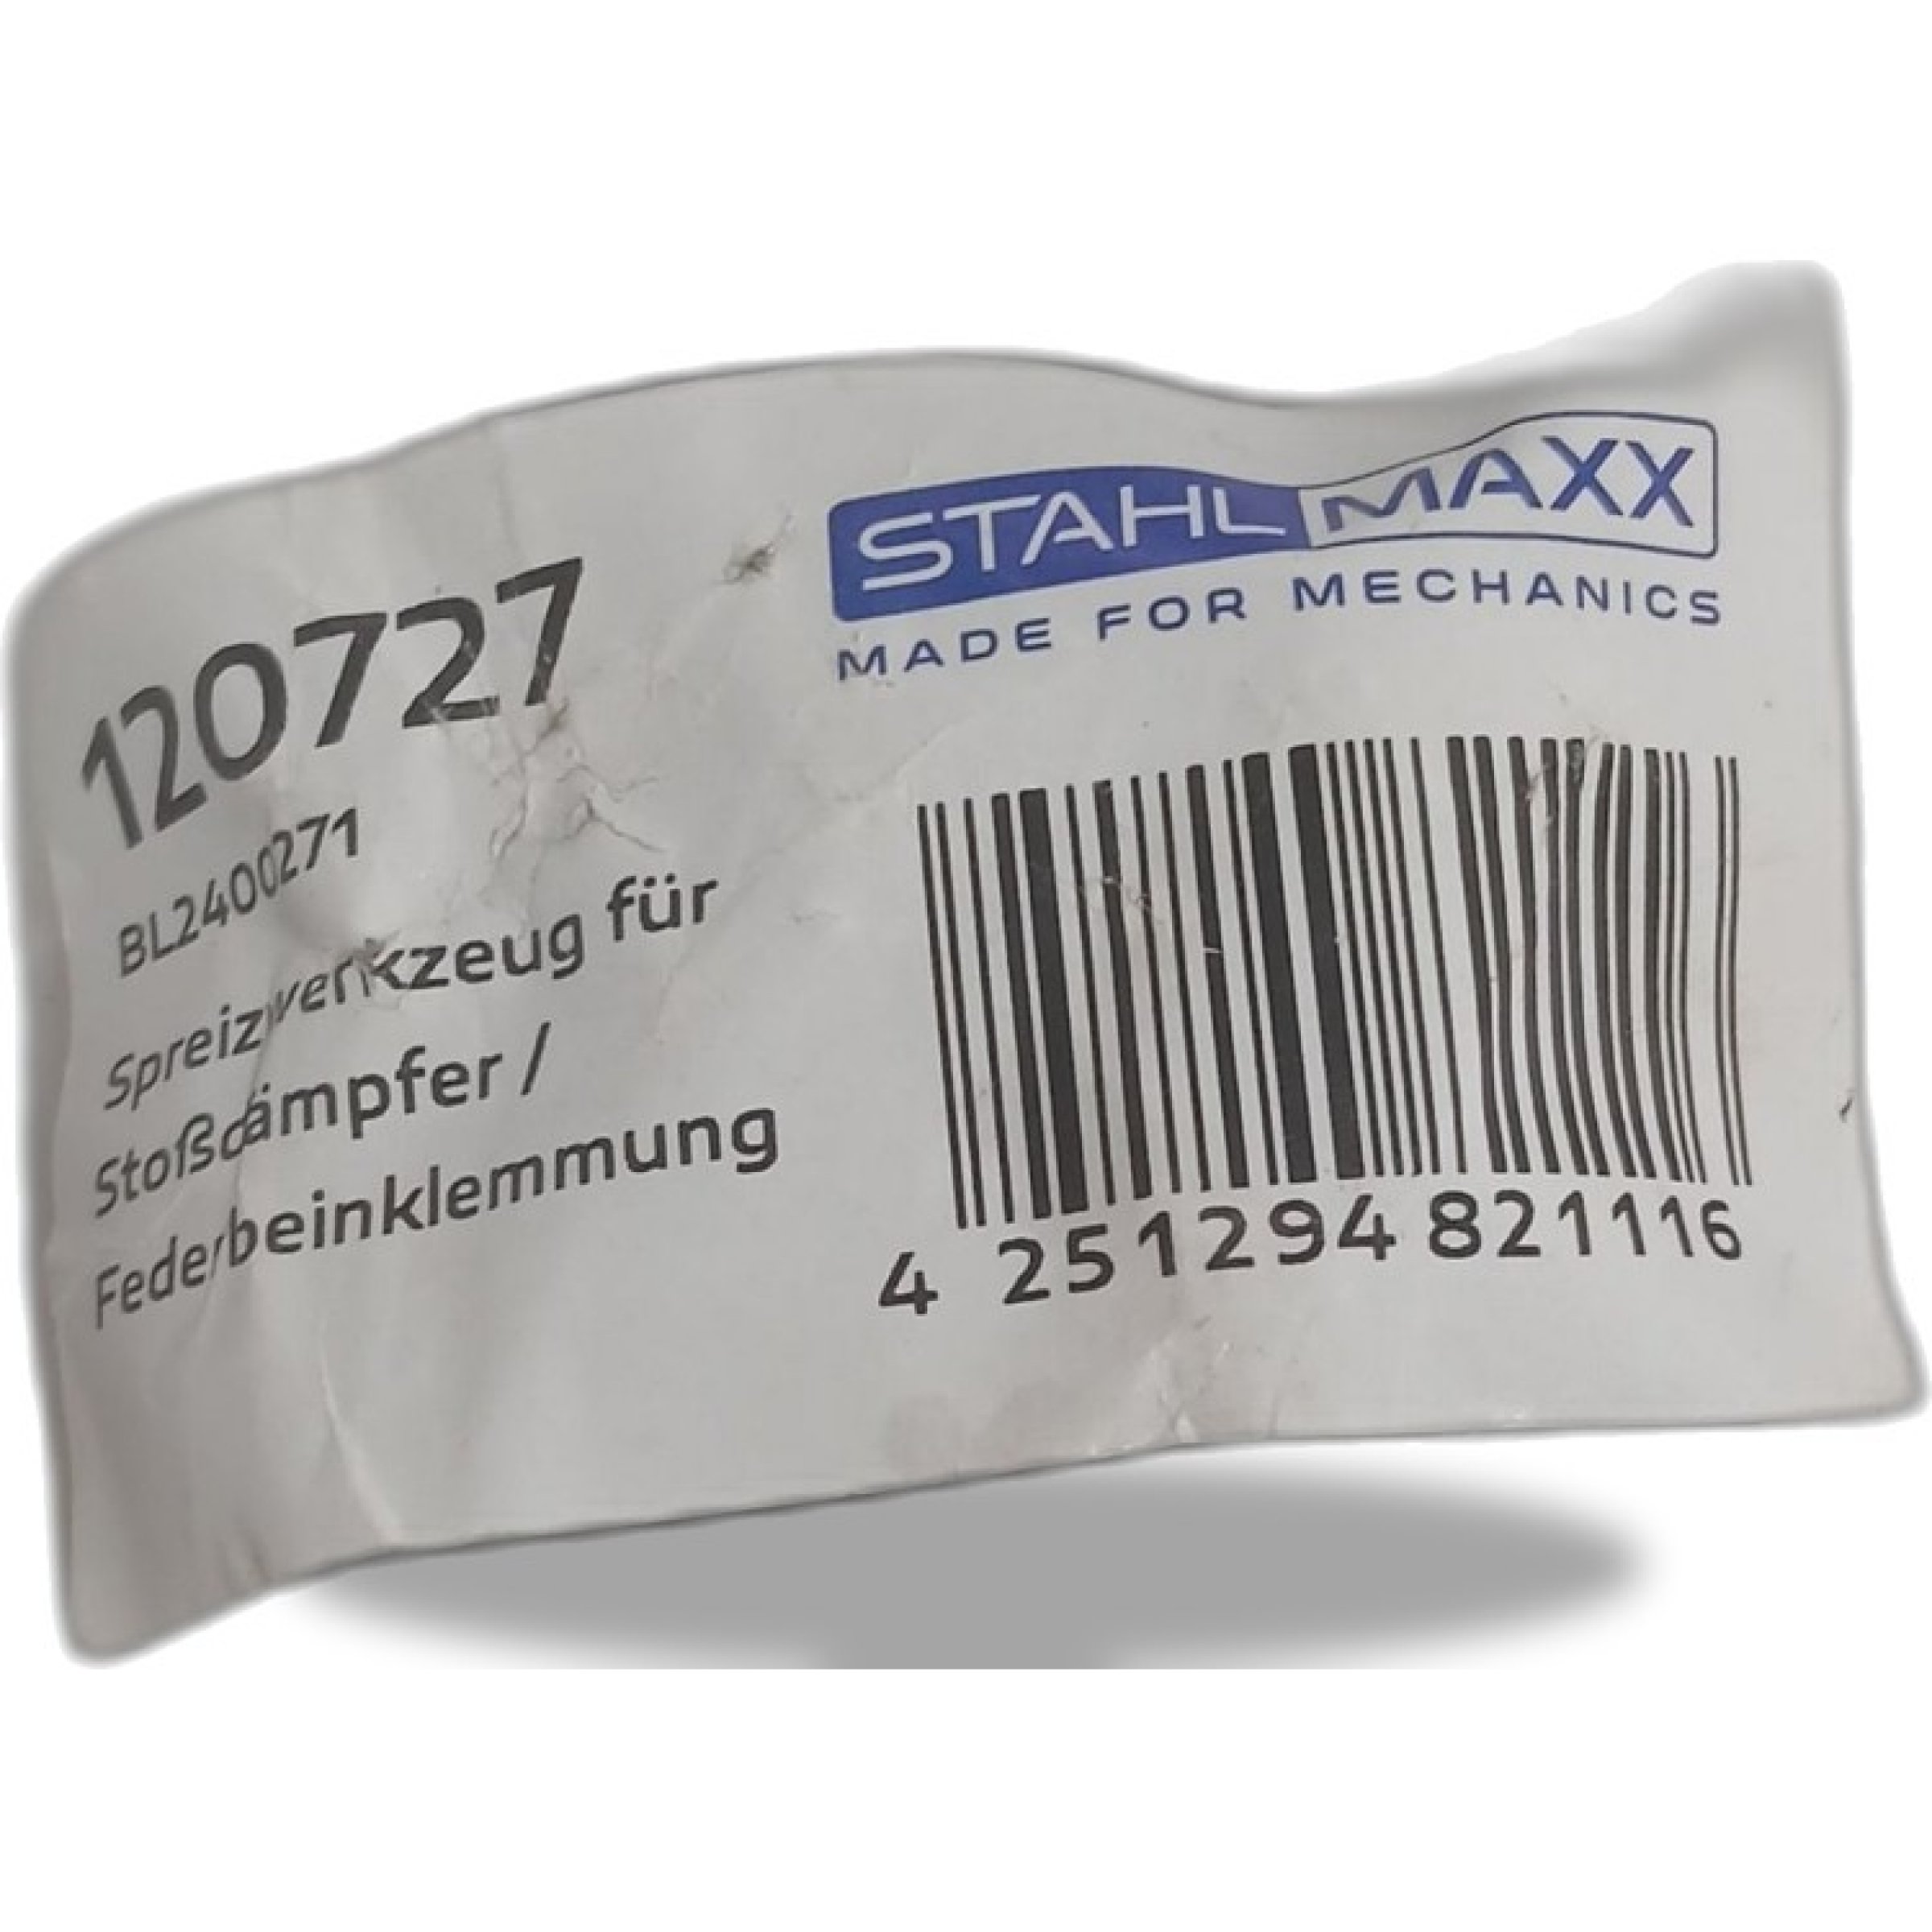 120727
BL2400271
Spreizwerkzeug für
Stoßdämpfer /
Federbeinklemmung
STAHLMAXX
MADE FOR MECHANICS
4 251294 821116